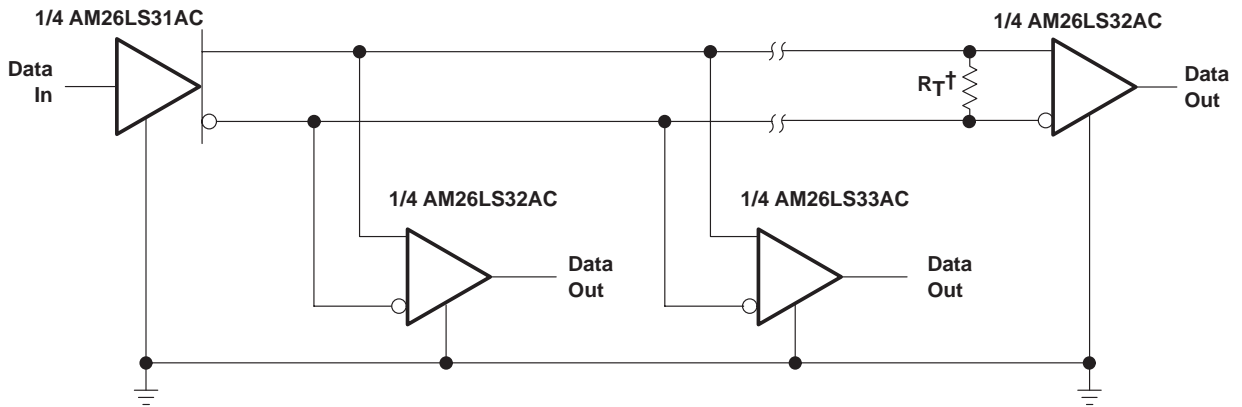 1/4 AM26LS31AC
1/4 AM26LS32AC
Data
In
RT†
Data
Out
1/4 AM26LS32AC
1/4 AM26LS33AC
Data
Out
Data
Out